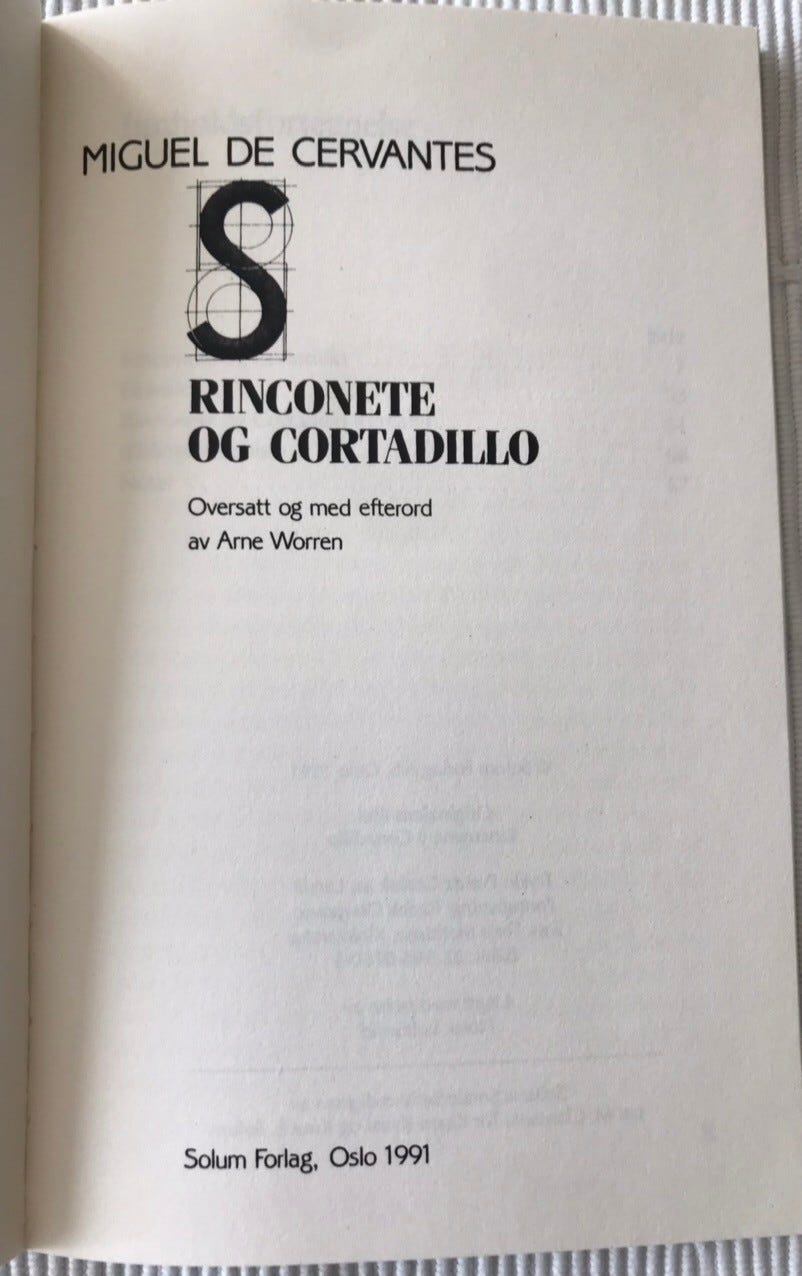 MIGUEL DE CERVANTES
S
RINCONETE
OG CORTADILLO
Oversatt og med efterord
av Arne Worren
Solum Forlag, Oslo 1991